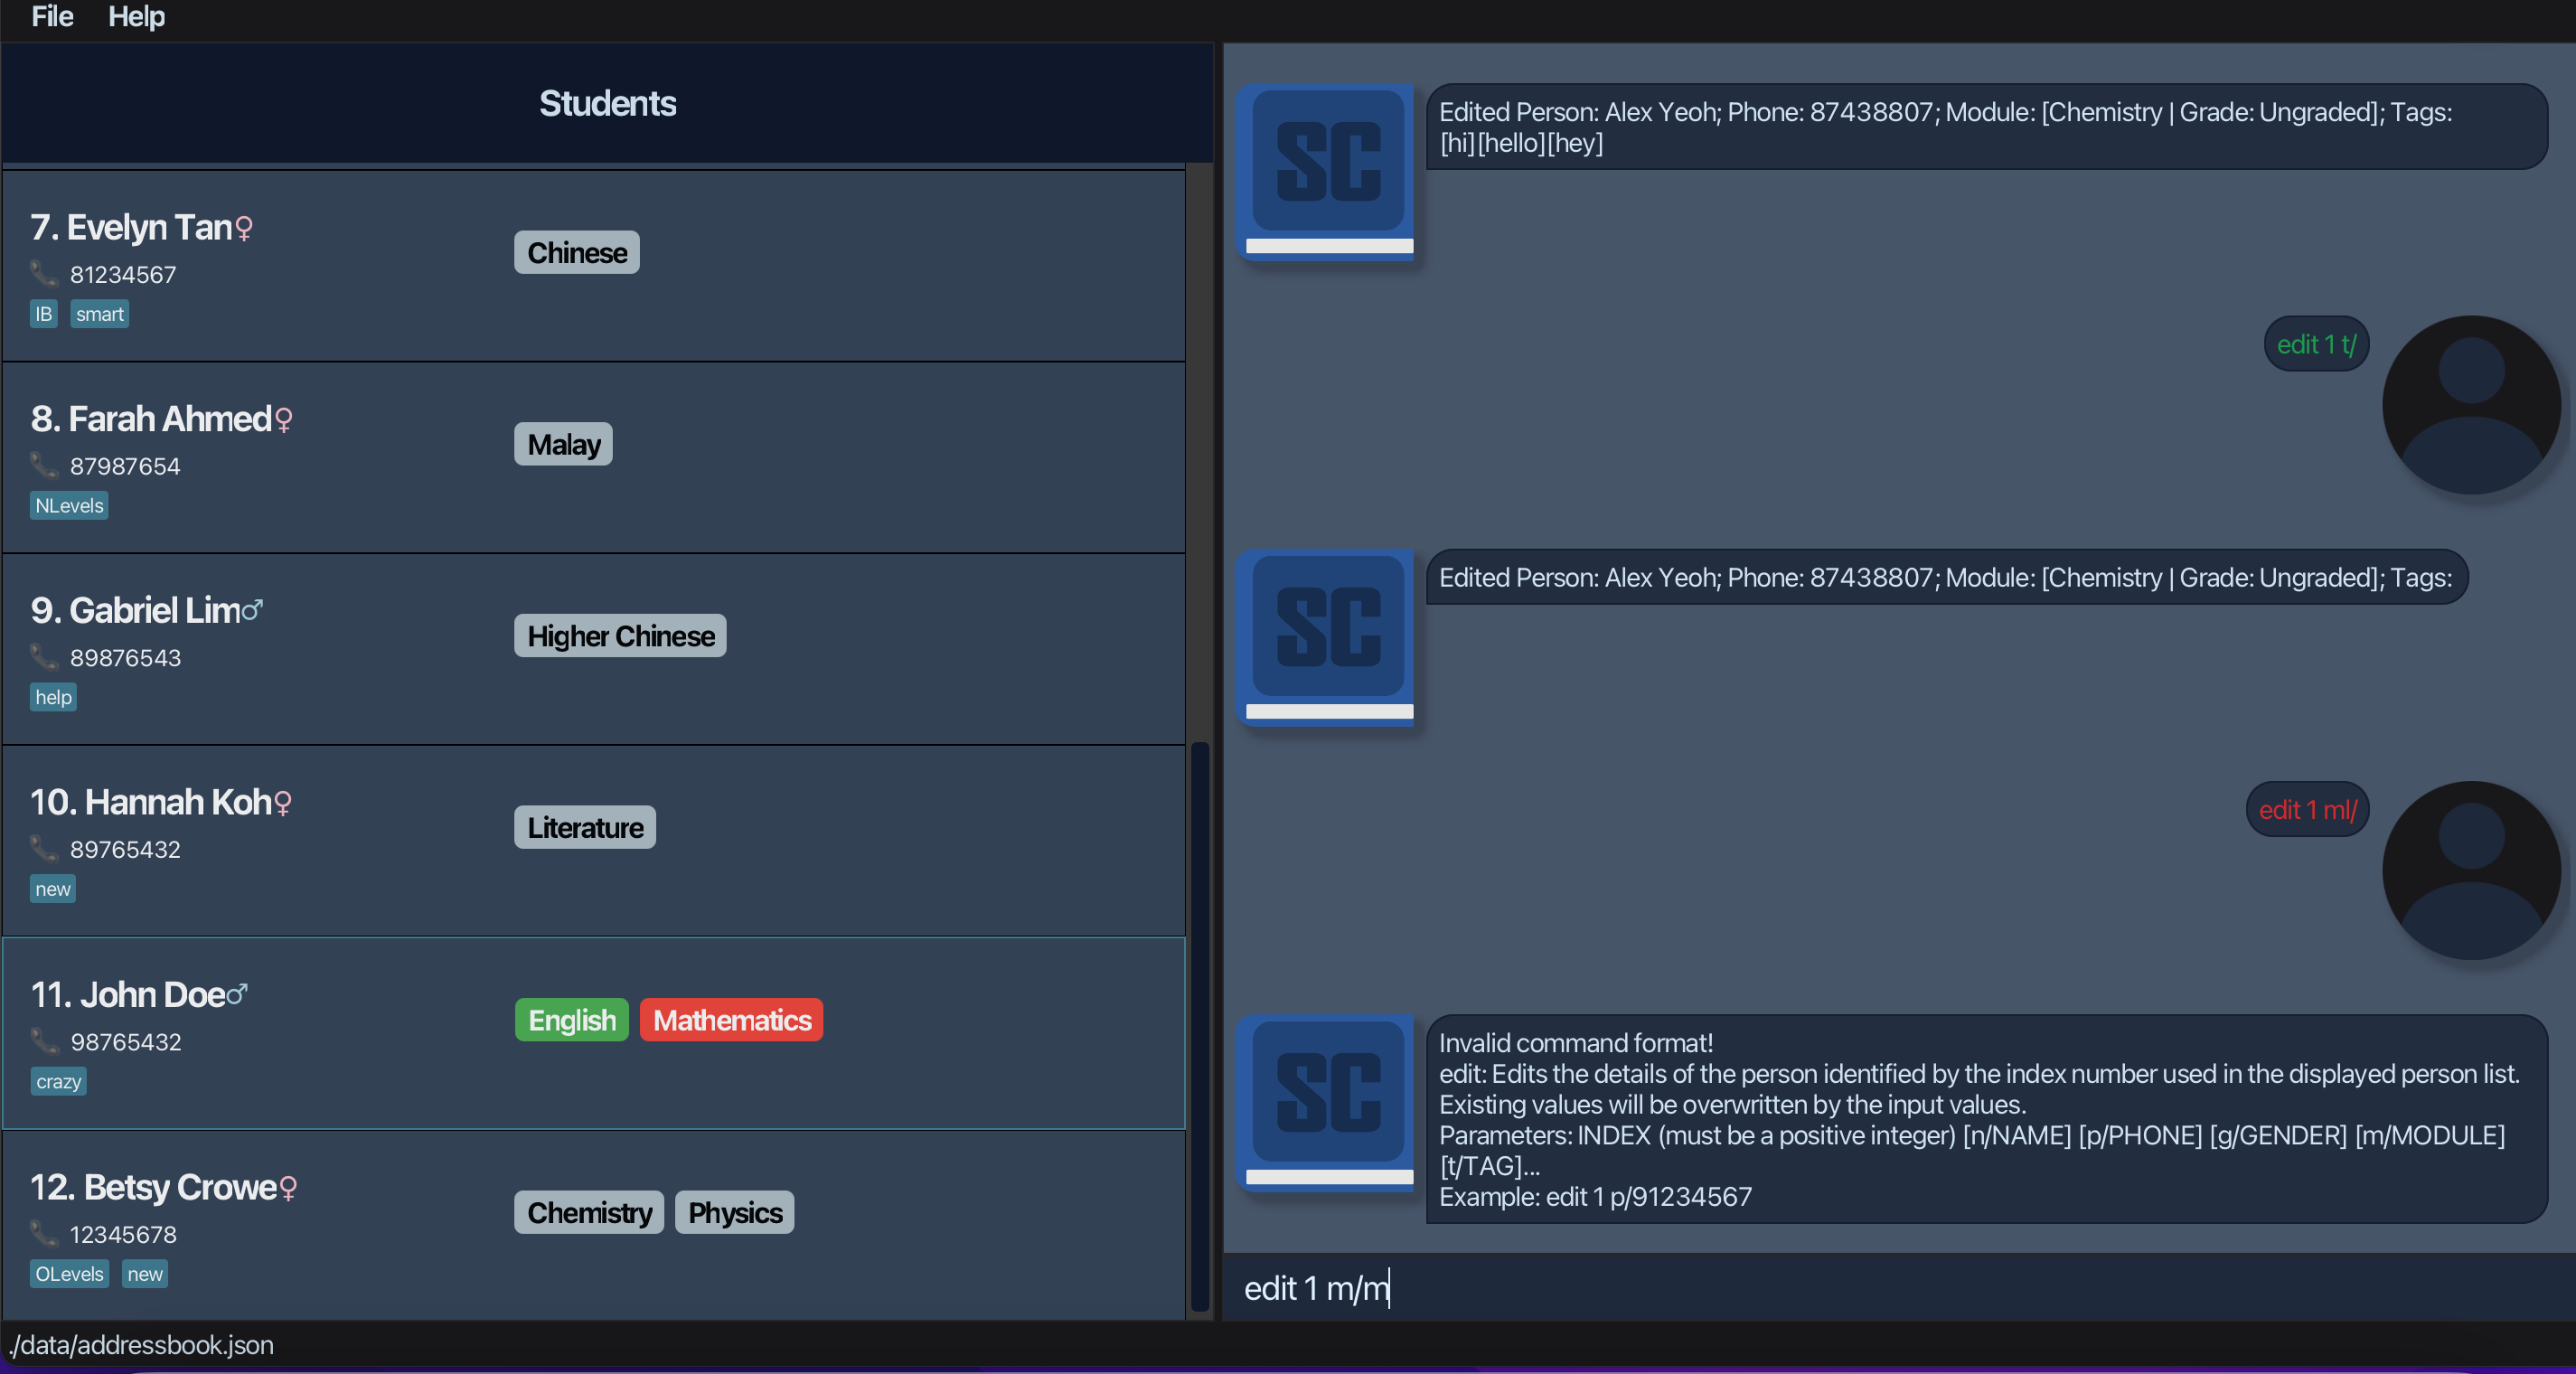 File Help
Students
7. Evelyn Tan♀
81234567
IB smart
Chinese
8. Farah Ahmed♀
87987654
NLevels
Malay
9. Gabriel Lim♂
89876543
help
Higher Chinese
10. Hannah Koh♀
89765432
new
Literature
11. John Doe♂
98765432
crazy
English Mathematics
12. Betsy Crowe♀
12345678
OLevels new
Chemistry Physics
SC
Edited Person: Alex Yeoh; Phone: 87438807; Module: [Chemistry | Grade: Ungraded]; Tags:
[hi][hello][hey]
edit 1 t/
SC
Edited Person: Alex Yeoh; Phone: 87438807; Module: [Chemistry | Grade: Ungraded]; Tags:
edit 1 ml/
SC
Invalid command format!
edit: Edits the details of the person identified by the index number used in the displayed person list.
Existing values will be overwritten by the input values.
Parameters: INDEX (must be a positive integer) [n/NAME] [p/PHONE] [g/GENDER] [m/MODULE]
[t/TAG]...
Example: edit 1 p/91234567
edit 1 m/m
./data/addressbook.json